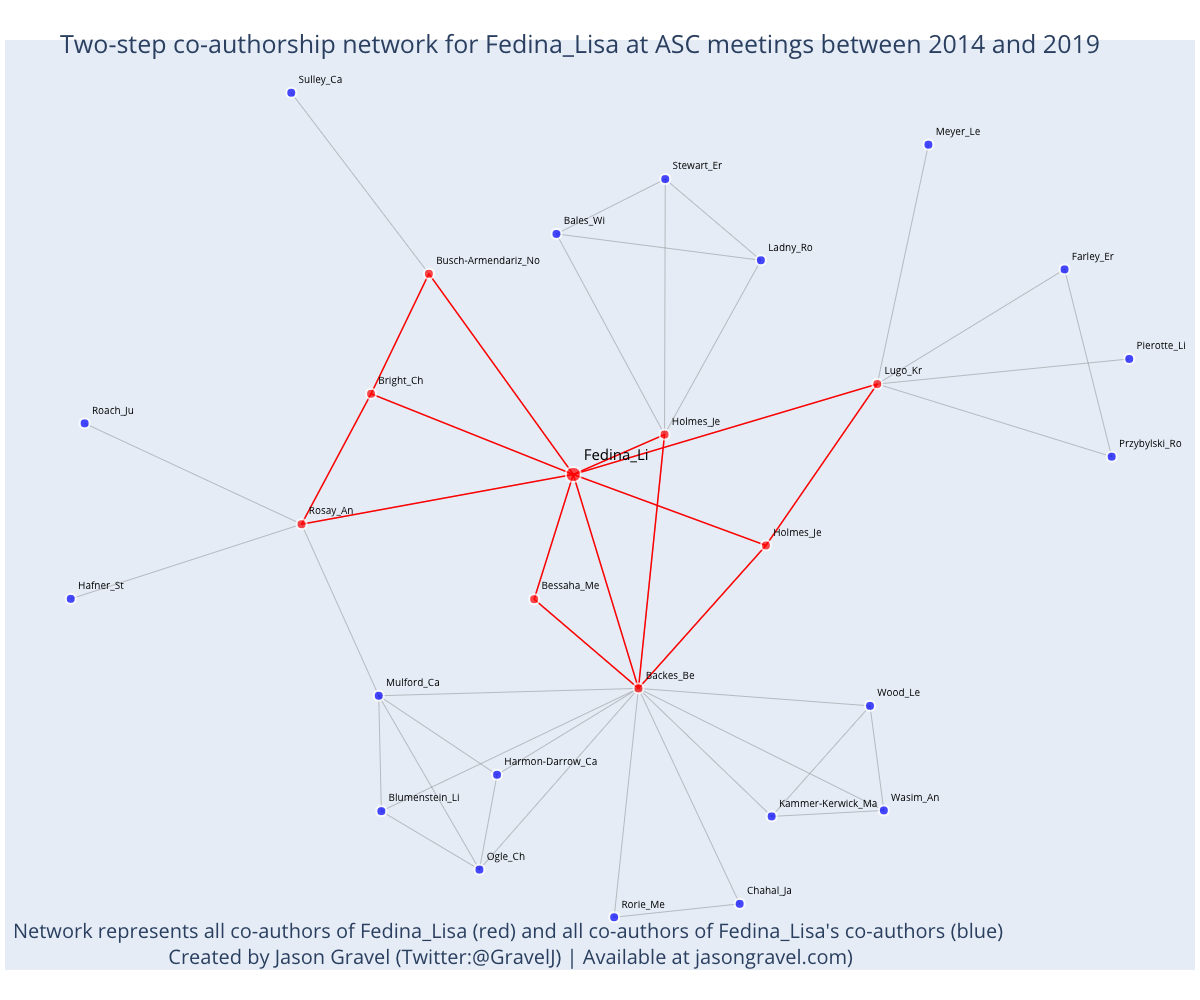 Two-step co-authorship network for Fedina_Lisa at ASC meetings between 2014 and 2019
Sulley_Ca
Meyer_Le
Stewart_Er
Bales_Wi
Ladny_Ro
Farley_Er
Busch-Armendariz_No
Pierotte_Li
Lugo_Kr
Bright_Ch
Roach_Ju
Holmes_Je
Przybylski_Ro
Fedina_Li
Rosay_An
Holmes_Je
Hafner_St
Bessaha_Me
Mulford_Ca
Backes_Be
Wood_Le
Harmon-Darrow_Ca
Blumenstein_Li
Kammer-Kerwick_Ma
Wasim_An
Ogle_Ch
Chahal_Ja
Rorie_Me
Network represents all co-authors of Fedina_Lisa (red) and all co-authors of Fedina_Lisa's co-authors (blue)
Created by Jason Gravel (Twitter:@GravelJ) | Available at jasongravel.com)